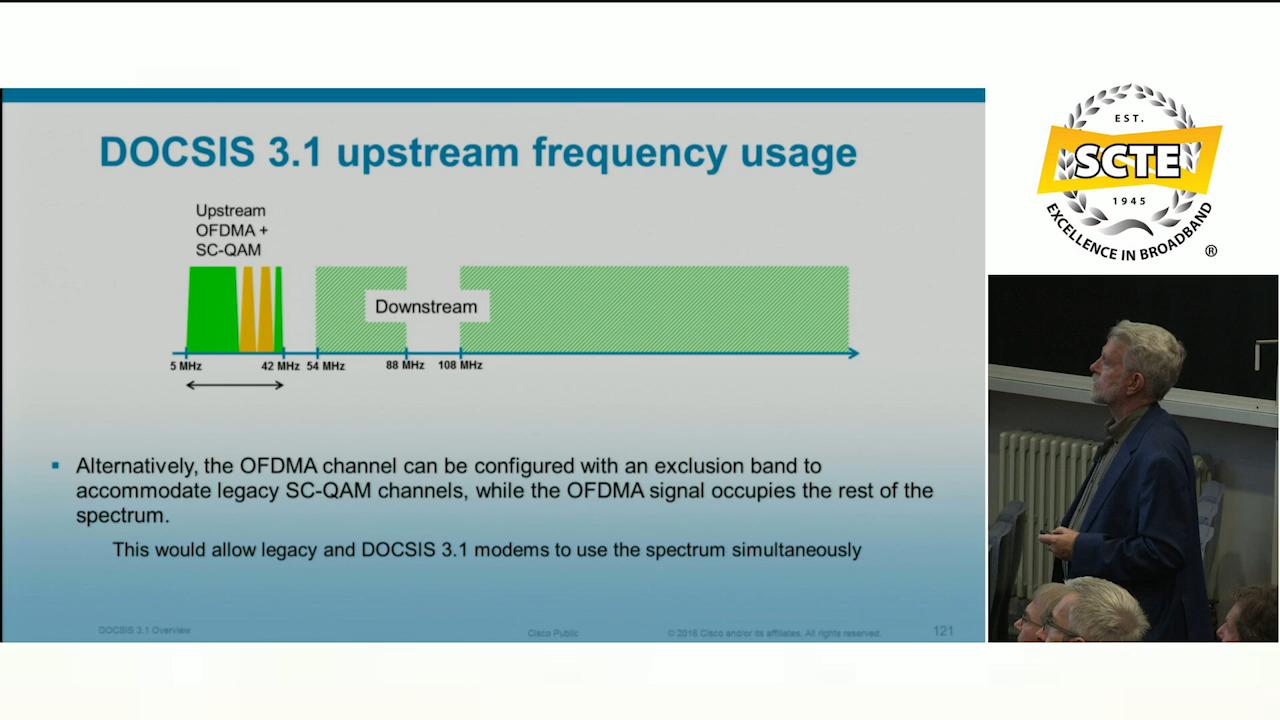 DOCSIS 3.1 upstream frequency usage
Upstream
OFDMA +
SC-QAM
Downstream
5 MHz
42 MHz
54 MHz
88 MHz
108 MHz
Alternatively, the OFDMA channel can be configured with an exclusion band to
accommodate legacy SC-QAM channels, while the OFDMA signal occupies the rest of the
spectrum.
This would allow legacy and DOCSIS 3.1 modems to use the spectrum simultaneously
DOCSIS 3.1 Overview
Cisco Public
© 2016 Cisco and/or its affiliates. All rights reserved.
121
EST.
SCTE
1945
EXCELLENCE IN BROADBAND
®